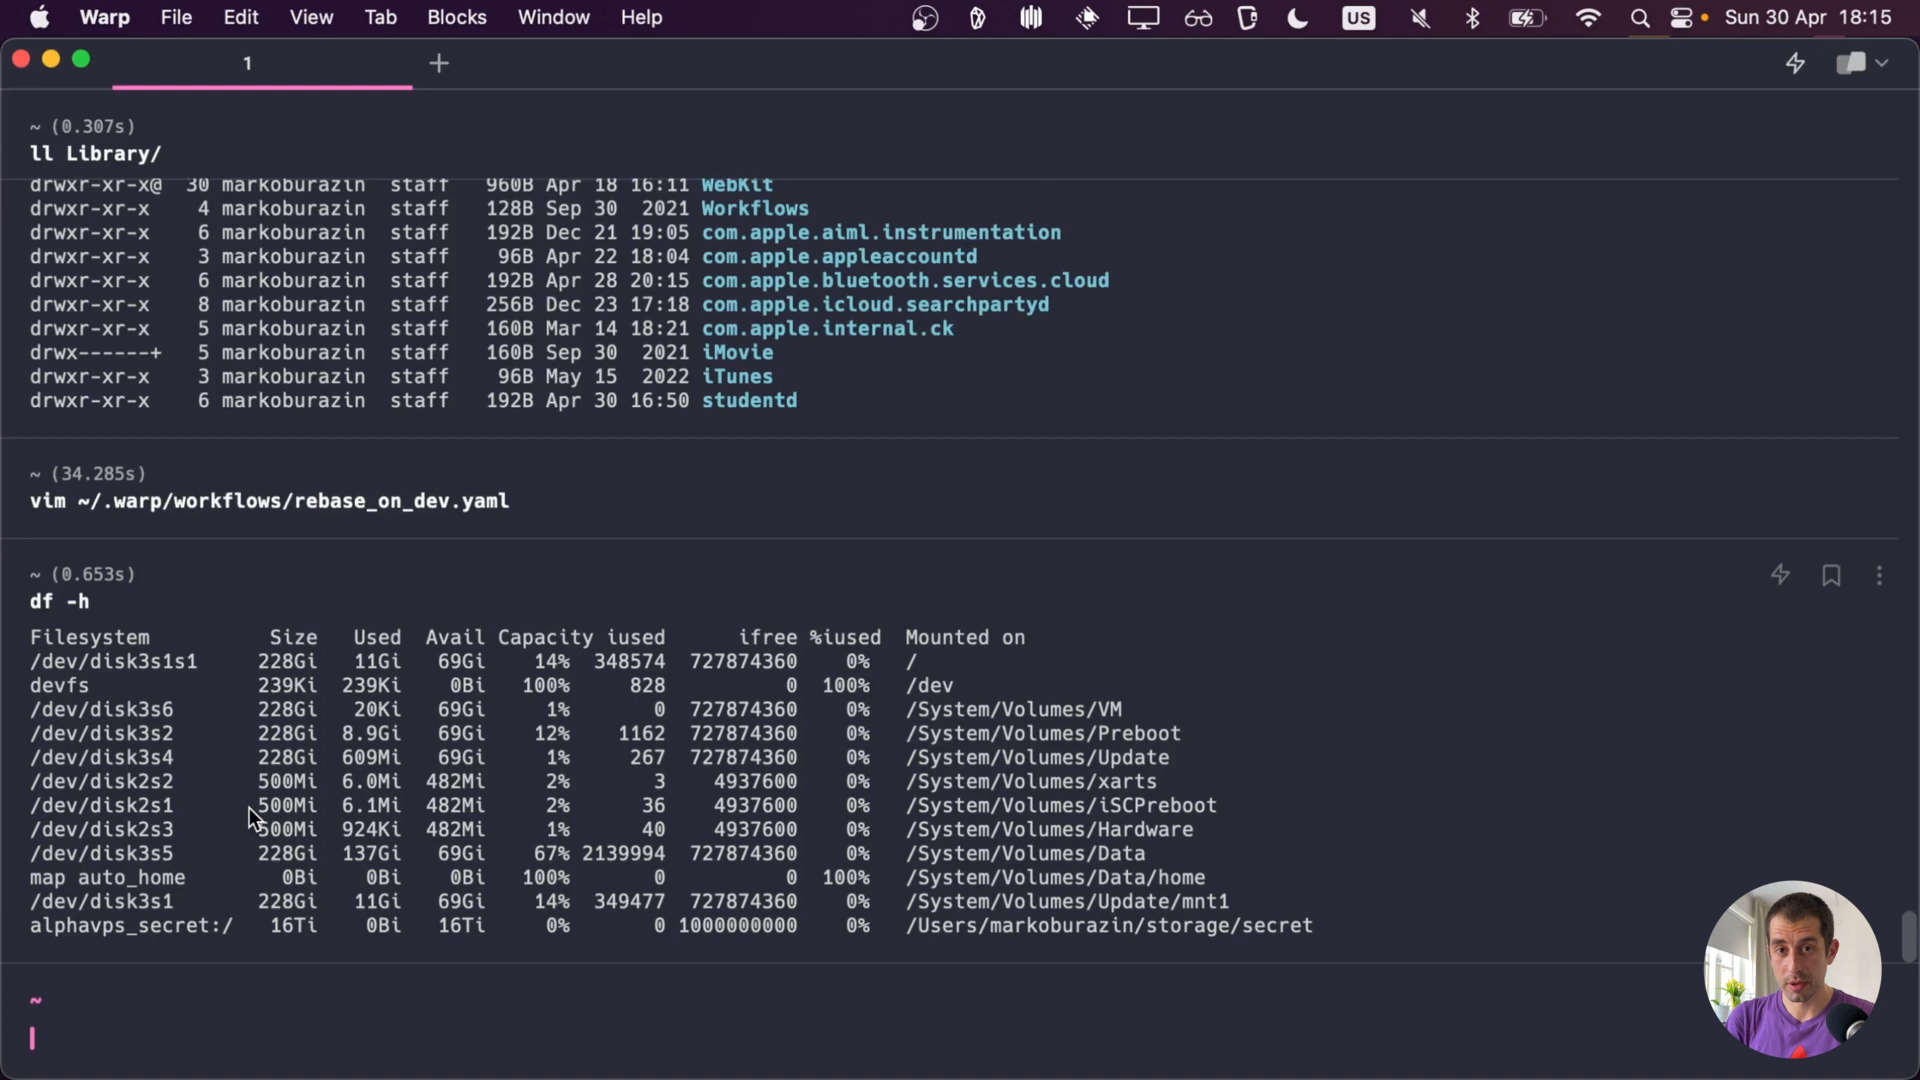 Warp File Edit View Tab Blocks Window Help US Sun 30 Apr 18:15
1 +
~ (0.307s)
ll Library/
drwxr-xr-x@ 30 markoburazin staff 960B Apr 18 16:11 WebKit
drwxr-xr-x 4 markoburazin staff 128B Sep 30 2021 Workflows
drwxr-xr-x 6 markoburazin staff 192B Dec 21 19:05 com.apple.aiml.instrumentation
drwxr-xr-x 3 markoburazin staff 96B Apr 22 18:04 com.apple.appleaccountd
drwxr-xr-x 6 markoburazin staff 192B Apr 28 20:15 com.apple.bluetooth.services.cloud
drwxr-xr-x 8 markoburazin staff 256B Dec 23 17:18 com.apple.icloud.searchpartyd
drwxr-xr-x 5 markoburazin staff 160B Mar 14 18:21 com.apple.internal.ck
drwx------+ 5 markoburazin staff 160B Sep 30 2021 iMovie
drwxr-xr-x 3 markoburazin staff 96B May 15 2022 iTunes
drwxr-xr-x 6 markoburazin staff 192B Apr 30 16:50 studentd
~ (34.285s)
vim ~/.warp/workflows/rebase_on_dev.yaml
~ (0.653s)
df -h
Filesystem Size Used Avail Capacity iused ifree %iused Mounted on
/dev/disk3s1s1 228Gi 11Gi 69Gi 14% 348574 727874360 0% /
devfs 239Ki 239Ki 0Bi 100% 828 0 100% /dev
/dev/disk3s6 228Gi 20Ki 69Gi 1% 0 727874360 0% /System/Volumes/VM
/dev/disk3s2 228Gi 8.9Gi 69Gi 12% 1162 727874360 0% /System/Volumes/Preboot
/dev/disk3s4 228Gi 609Mi 69Gi 1% 267 727874360 0% /System/Volumes/Update
/dev/disk2s2 500Mi 6.0Mi 482Mi 2% 3 4937600 0% /System/Volumes/xarts
/dev/disk2s1 500Mi 6.1Mi 482Mi 2% 36 4937600 0% /System/Volumes/iSCPreboot
/dev/disk2s3 500Mi 924Ki 482Mi 1% 40 4937600 0% /System/Volumes/Hardware
/dev/disk3s5 228Gi 137Gi 69Gi 67% 2139994 727874360 0% /System/Volumes/Data
map auto_home 0Bi 0Bi 0Bi 100% 0 0 100% /System/Volumes/Data/home
/dev/disk3s1 228Gi 11Gi 69Gi 14% 349477 727874360 0% /System/Volumes/Update/mnt1
alphavps_secret:/ 16Ti 0Bi 16Ti 0% 0 1000000000 0% /Users/markoburazin/storage/secret
~